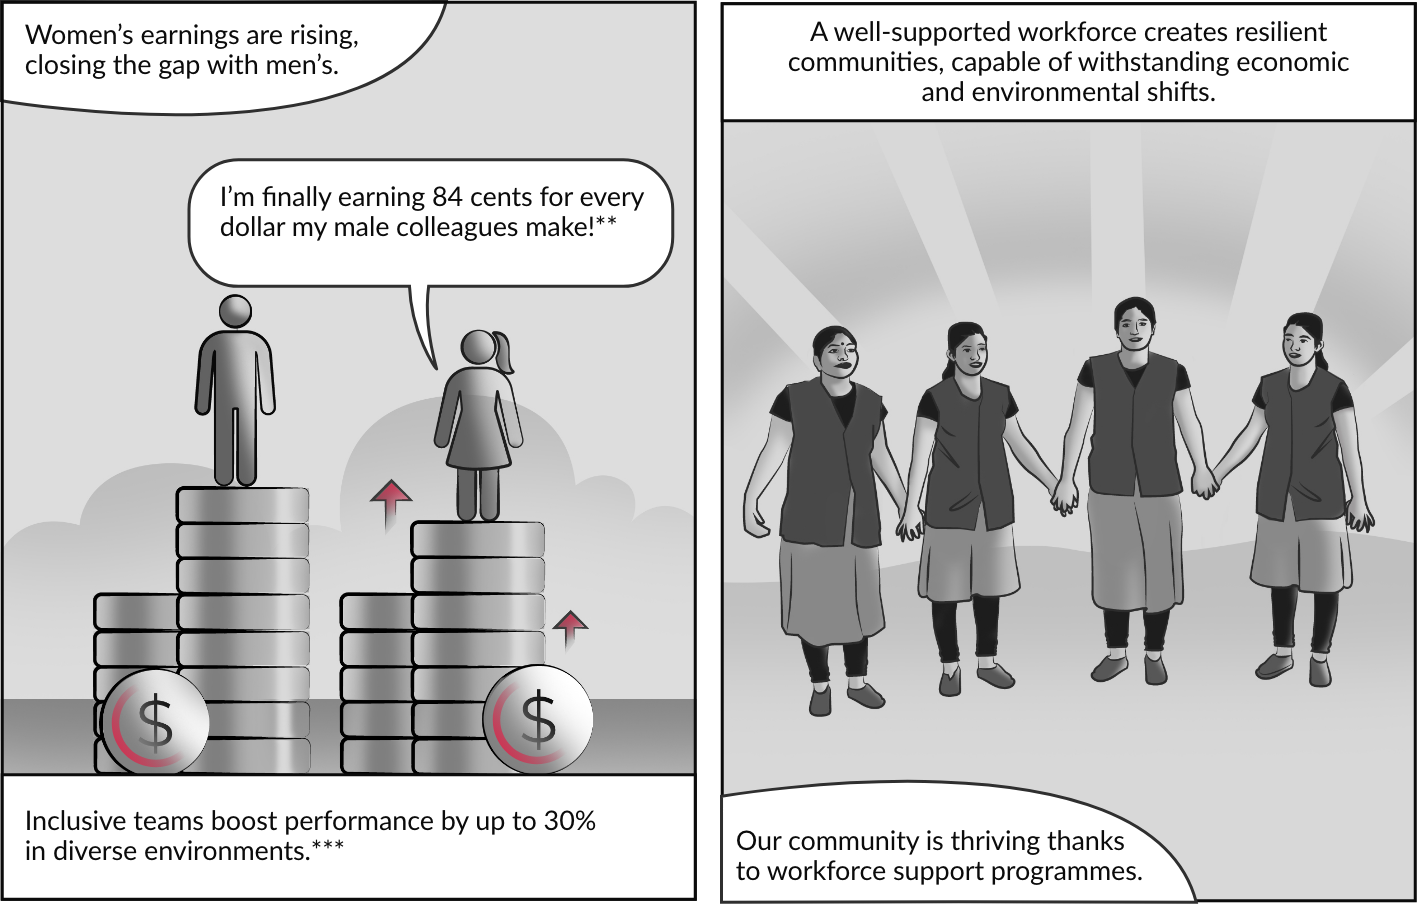 Women’s earnings are rising,
closing the gap with men’s.
I’m finally earning 84 cents for every
dollar my male colleagues make!**
$
$
Inclusive teams boost performance by up to 30%
in diverse environments.***
A well-supported workforce creates resilient
communities, capable of withstanding economic
and environmental shifts.
Our community is thriving thanks
to workforce support programmes.